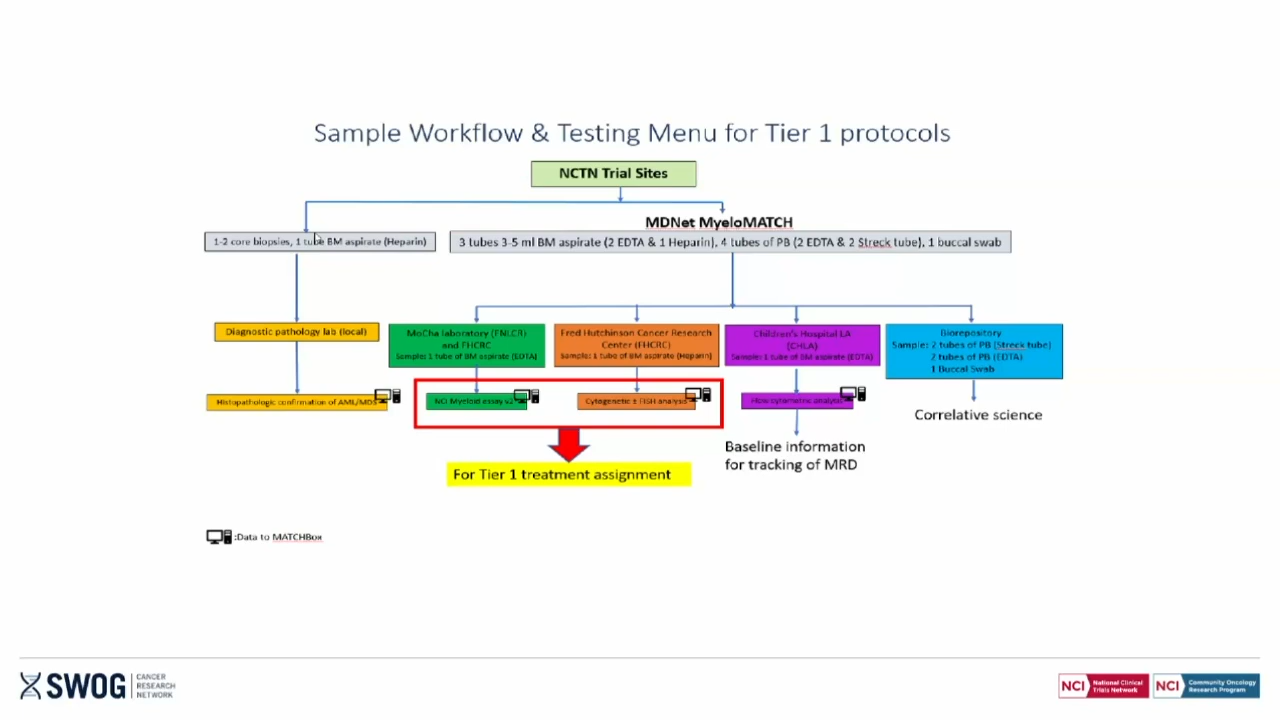 Sample Workflow & Testing Menu for Tier 1 protocols
NCTN Trial Sites
MDNet MyeloMATCH
1-2 core biopsies, 1 tube BM aspirate (Heparin)
3 tubes 3-5 ml BM aspirate (2 EDTA & 1 Heparin), 4 tubes of PB (2 EDTA & 2 Streck tube), 1 buccal swab
Diagnostic pathology lab (local)
MoCha laboratory (FNLCR)
and FHCRC
Sample: 1 tube of BM aspirate (EDTA)
Fred Hutchinson Cancer Research
Center (FHCRC)
Sample: 1 tube of BM aspirate (Heparin)
Children's Hospital LA
(CHLA)
Sample: 1 tube of BM aspirate (EDTA)
Biorepository
Sample: 2 tubes of PB (Streck tube)
2 tubes of PB (EDTA)
1 Buccal Swab
Histopathologic confirmation of AML/MDS
NCI Myeloid assay v2
Cytogenetic ± FISH analysis
Flow cytometric analysis
Correlative science
Baseline information
for tracking of MRD
For Tier 1 treatment assignment
:Data to MATCHBox
SWOG
CANCER
RESEARCH
NETWORK
NCI
National Clinical
Trials Network
NCI
Community Oncology
Research Program